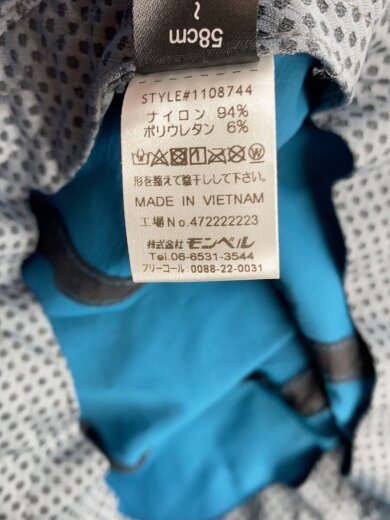 58cm
~
STYLE#1108744
ナイロン 94%
ポリウレタン 6%
形を整えて陰干しして下さい。
MADE IN VIETNAM
工場No.472222223
株式会社モンベル
Tel.06-6531-3544
フリーコール:0088-22-0031